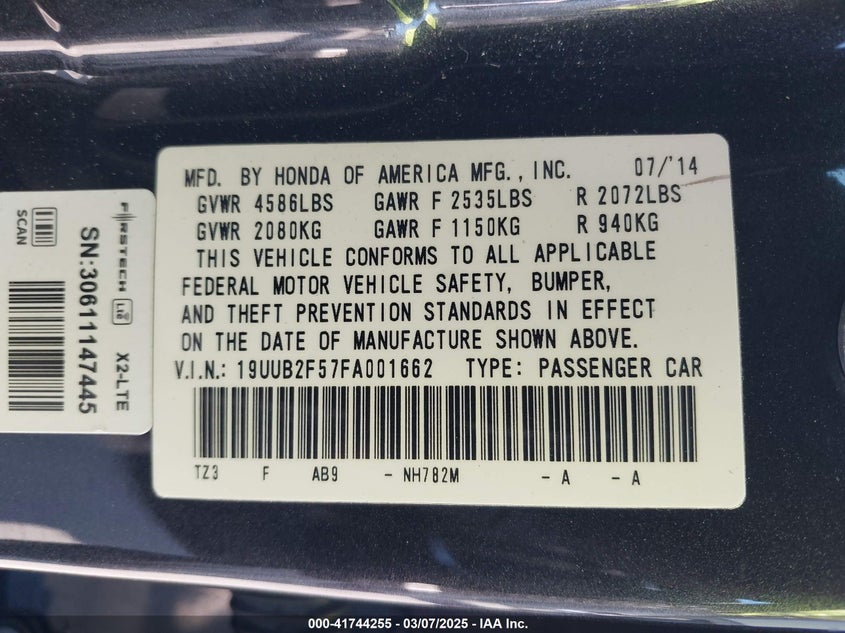 MFD. BY HONDA OF AMERICA MFG., INC. 07/'14
GVWR 4586LBS GAWR F 2535LBS R 2072LBS
GVWR 2080KG GAWR F 1150KG R 940KG
THIS VEHICLE CONFORMS TO ALL APPLICABLE
FEDERAL MOTOR VEHICLE SAFETY, BUMPER,
AND THEFT PREVENTION STANDARDS IN EFFECT
ON THE DATE OF MANUFACTURE SHOWN ABOVE.
V.I.N.: 19UUB2F57FA001662 TYPE: PASSENGER CAR
TZ3 F AB9 - NH782M - A - A
FIRSTECH LtE X2-LTE
SN:30611147445
SCAN
000-41744255 - 03/07/2025 - IAA Inc.